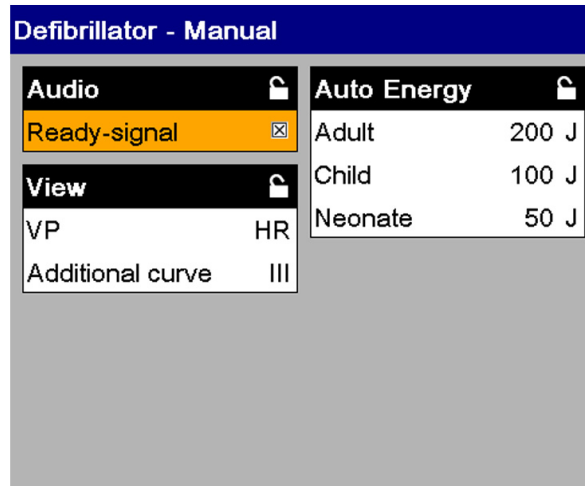 Defibrillator - Manual
Audio
Ready-signal
View
VP HR
Additional curve III
Auto Energy
Adult 200 J
Child 100 J
Neonate 50 J